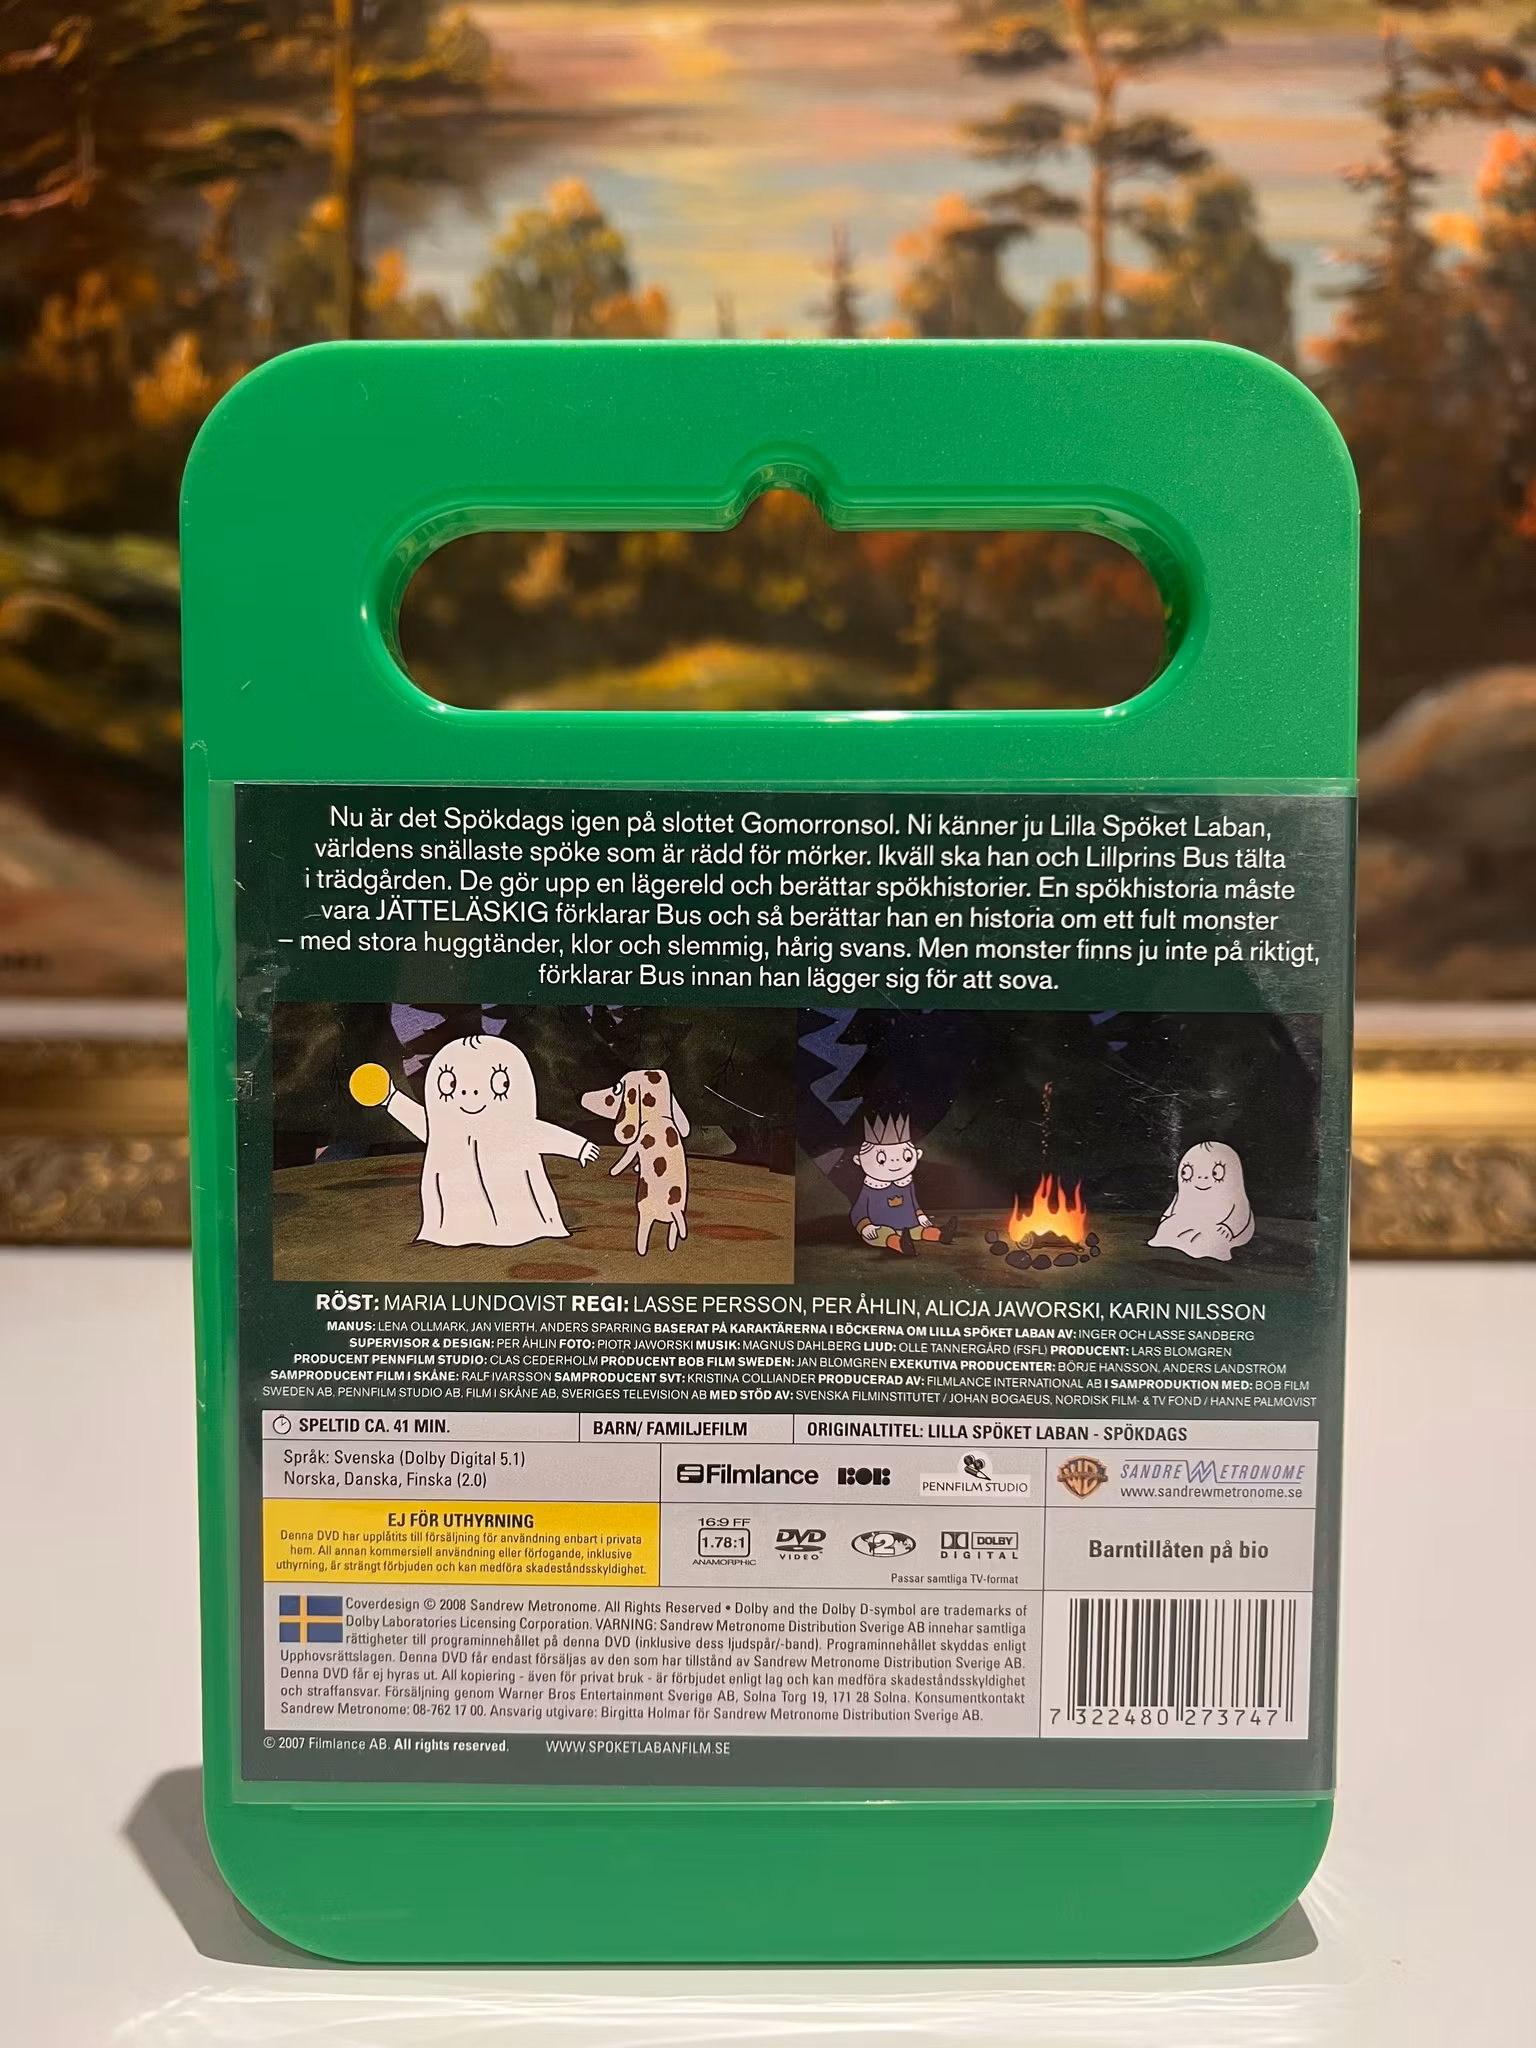 Nu är det Spökdags igen på slottet Gomorronsol. Ni känner ju Lilla Spöket Laban,
världens snällaste spöke som är rädd för mörker. Ikväll ska han och Lillprins Bus tälta
i trädgården. De gör upp en lägereld och berättar spökhistorier. En spökhistoria måste
vara JÄTTELÄSKIG förklarar Bus och så berättar han en historia om ett fult monster
– med stora huggtänder, klor och slemmig, hårig svans. Men monster finns ju inte på riktigt,
förklarar Bus innan han lägger sig för att sova.
RÖST: MARIA LUNDQVIST REGI: LASSE PERSSON, PER ÅHLIN, ALICJA JAWORSKI, KARIN NILSSON
MANUS: LENA OLLMARK, JAN VIERTH, ANDERS SPARRING BASERAT PÅ KARAKTÄRERNA I BÖCKERNA OM LILLA SPÖKET LABAN AV: INGER OCH LASSE SANDBERG
SUPERVISOR & DESIGN: PER ÅHLIN FOTO: PIOTR JAWORSKI MUSIK: MAGNUS DAHLBERG LJUD: OLLE TANNERGÅRD (FSFL) PRODUCENT: LARS BLOMGREN
PRODUCENT PENNFILM STUDIO: CLAS CEDERHOLM PRODUCENT BOB FILM SWEDEN: JAN BLOMGREN EXEKUTIVA PRODUCENTER: BÖRJE HANSSON, ANDERS LANDSTRÖM
SAMPRODUCENT FILM I SKÅNE: RALF IVARSSON SAMPRODUCENT SVT: KRISTINA COLLIANDER PRODUCERAD AV: FILMLANCE INTERNATIONAL AB I SAMPRODUKTION MED: BOB FILM
SWEDEN AB, PENNFILM STUDIO AB, FILM I SKÅNE AB, SVERIGES TELEVISION AB MED STÖD AV: SVENSKA FILMINSTITUTET / JOHAN BOGAEUS, NORDISK FILM- & TV FOND / HANNE PALMQVIST
SPELTID CA. 41 MIN. BARN/ FAMILJEFILM ORIGINALTITEL: LILLA SPÖKET LABAN - SPÖKDAGS
Språk: Svenska (Dolby Digital 5.1)
Norska, Danska, Finska (2.0)
Filmlance BOB PENNFILM STUDIO
WB SANDREW METRONOME
www.sandrewmetronome.se
EJ FÖR UTHYRNING
Denna DVD har upplåtits till försäljning för användning enbart i privata
hem. All annan kommersiell användning eller förfogande, inklusive
uthyrning, är strängt förbjuden och kan medföra skadeståndsskyldighet.
16:9 FF
1.78:1
ANAMORPHIC
DVD
VIDEO
2
DOLBY
DIGITAL
Passar samtliga TV-format
Barntillåten på bio
Coverdesign © 2008 Sandrew Metronome. All Rights Reserved • Dolby and the Dolby D-symbol are trademarks of
Dolby Laboratories Licensing Corporation. VARNING: Sandrew Metronome Distribution Sverige AB innehar samtliga
rättigheter till programinnehållet på denna DVD (inklusive dess ljudspår/-band). Programinnehållet skyddas enligt
Upphovsrättslagen. Denna DVD får endast försäljas av den som har tillstånd av Sandrew Metronome Distribution Sverige AB.
Denna DVD får ej hyras ut. All kopiering - även för privat bruk - är förbjudet enligt lag och kan medföra skadeståndsskyldighet
och straffansvar. Försäljning genom Warner Bros Entertainment Sverige AB, Solna Torg 19, 171 28 Solna. Konsumentkontakt
Sandrew Metronome: 08-762 17 00. Ansvarig utgivare: Birgitta Holmar för Sandrew Metronome Distribution Sverige AB.
7 322480 273747
© 2007 Filmlance AB. All rights reserved. WWW.SPOKETLABANFILM.SE